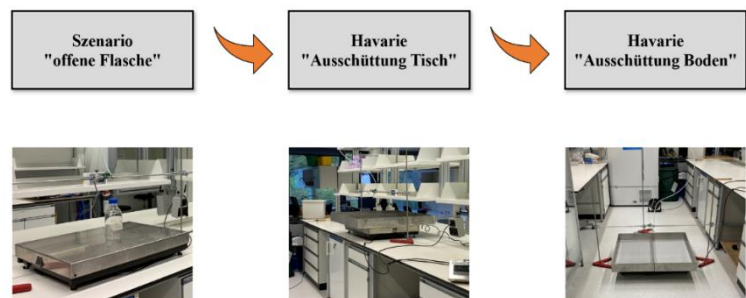 Szenario
"offene Flasche"
Havarie
"Ausschüttung Tisch"
Havarie
"Ausschüttung Boden"